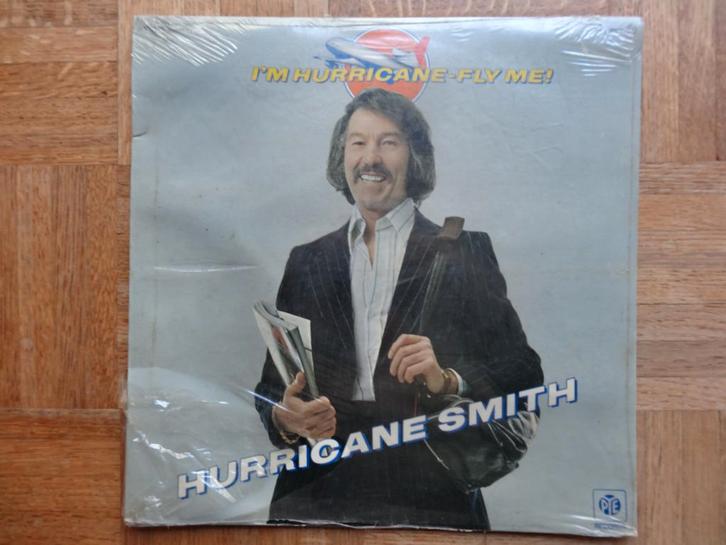 I'M HURRICANE-FLY ME!
HURRICANE SMITH
PYE